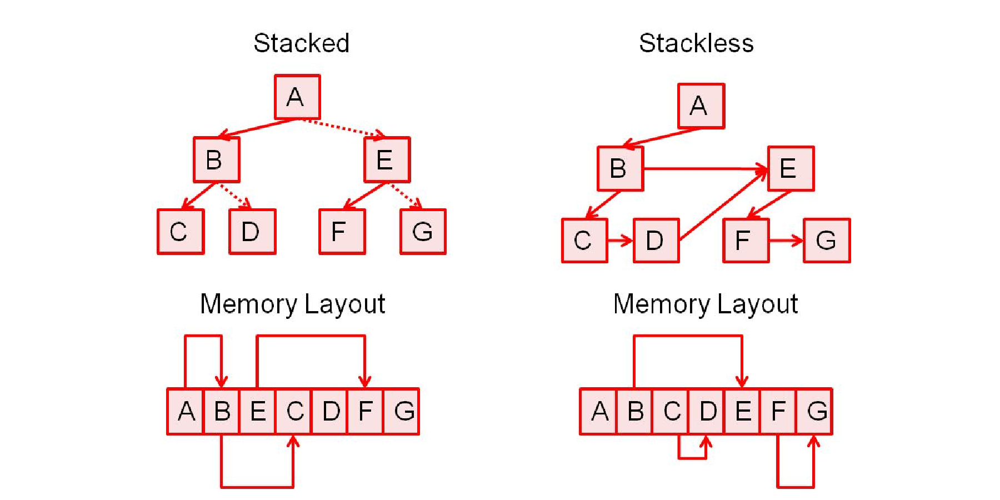 Stacked
A
B
E
C
D
F
G
Memory Layout
A B E C D F G
Stackless
A
B
E
C
D
F
G
Memory Layout
A B C D E F G